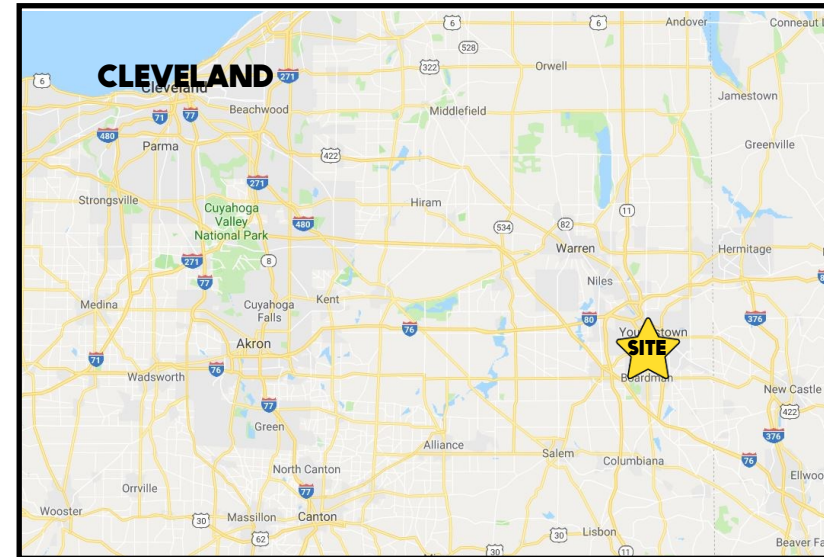 6
6
Andover
Conneaut L
528
322
Orwell
CLEVELAND
Cleveland
271
6
Jamestown
Beachwood
Middlefield
71
77
480
Parma
422
Greenville
271
Strongsville
Cuyahoga
Valley
National Park
Hiram
11
480
534
82
Warren
Hermitage
271
8
77
Niles
Medina
Cuyahoga
Falls
Kent
76
80
376
Akron
SITE
71
76
Wadsworth
Boardman
New Castle
77
422
Green
376
Alliance
Salem
Columbiana
76
North Canton
Ellwoo
Orrville
77
Wooster
30
Massillon
Canton
62
30
Lisbon
30
11
Beaver Fa